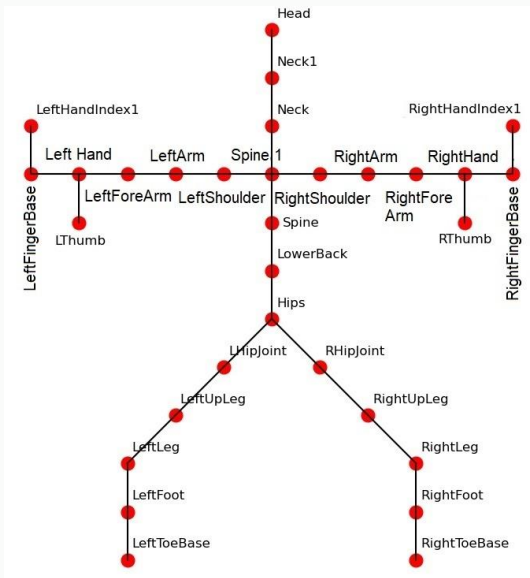 Head
Neck1
LeftHandIndex1
RightHandIndex1
Neck
Left Hand
LeftArm
Spine 1
RightArm
RightHand
LeftForeArm
LeftShoulder
RightShoulder
RightFore
Arm
LeftFingerBase
LThumb
Spine
RThumb
RightFingerBase
LowerBack
Hips
LHipJoint
RHipJoint
LeftUpLeg
RightUpLeg
LeftLeg
RightLeg
LeftFoot
RightFoot
LeftToeBase
RightToeBase